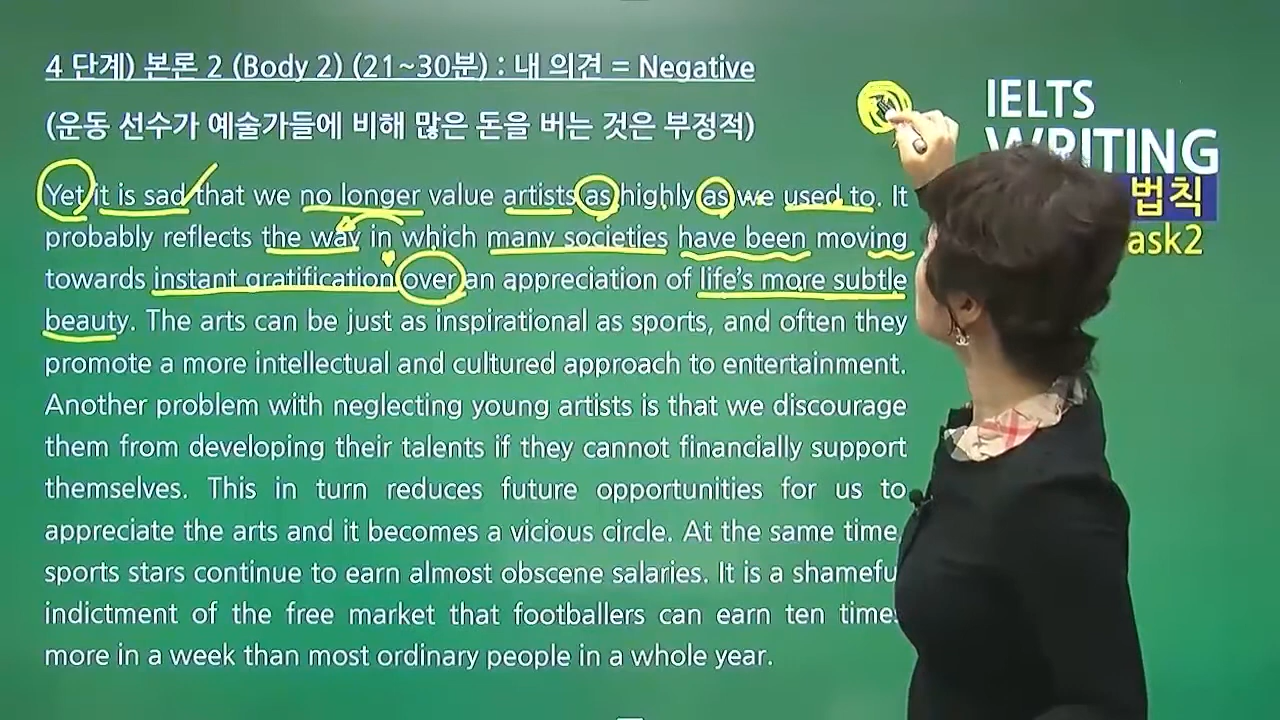 4 단계) 본론 2 (Body 2) (21~30분) : 내 의견 = Negative
(운동 선수가 예술가들에 비해 많은 돈을 버는 것은 부정적)
Yet it is sad that we no longer value artists as highly as we used to. It
probably reflects the way in which many societies have been moving
towards instant gratification over an appreciation of life's more subtle
beauty. The arts can be just as inspirational as sports, and often they
promote a more intellectual and cultured approach to entertainment.
Another problem with neglecting young artists is that we discourage
them from developing their talents if they cannot financially support
themselves. This in turn reduces future opportunities for us to
appreciate the arts and it becomes a vicious circle. At the same time,
sports stars continue to earn almost obscene salaries. It is a shamefu
indictment of the free market that footballers can earn ten times
more in a week than most ordinary people in a whole year.
IELTS
WRITING
법칙
ask2